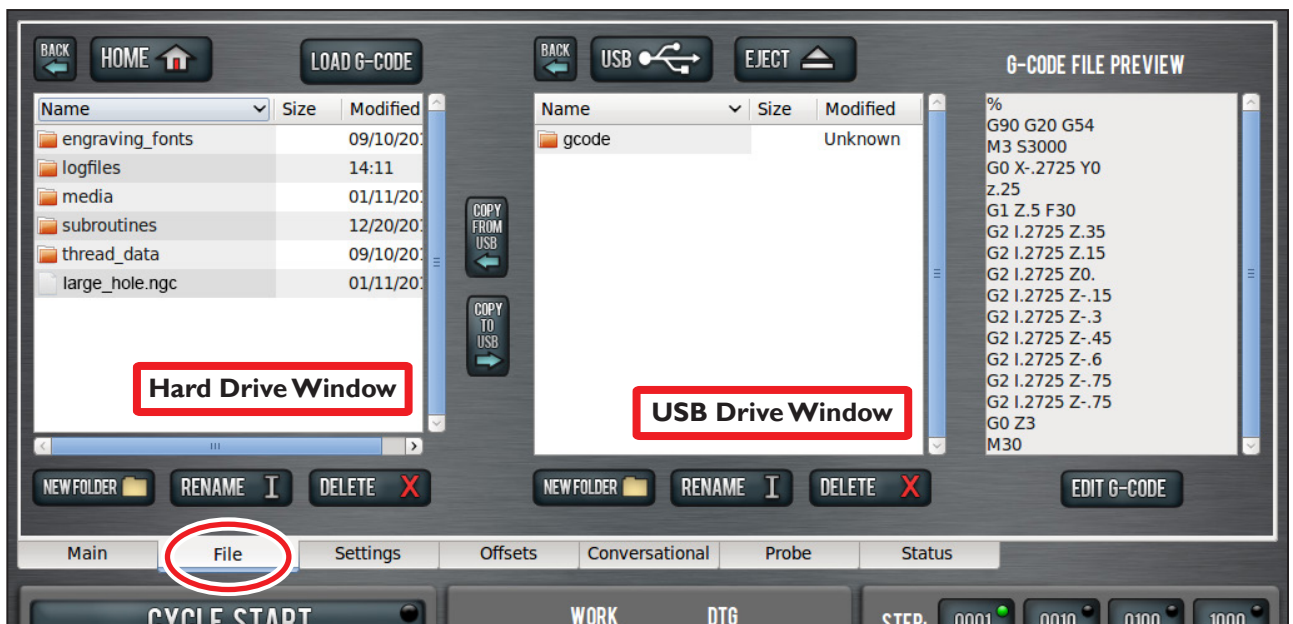 BACK HOME LOAD G-CODE BACK USB EJECT G-CODE FILE PREVIEW
Name Size Modified
engraving_fonts 09/10/201
logfiles 14:11
media 01/11/201
subroutines 12/20/201
thread_data 09/10/201
large_hole.ngc 01/11/201
Hard Drive Window
NEW FOLDER RENAME DELETE
COPY
FROM
USB
COPY
TO
USB
Name Size Modified
gcode Unknown
USB Drive Window
NEW FOLDER RENAME DELETE
%
G90 G20 G54
M3 S3000
G0 X-.2725 Y0
z.25
G1 Z.5 F30
G2 I.2725 Z.35
G2 I.2725 Z.15
G2 I.2725 Z0.
G2 I.2725 Z-.15
G2 I.2725 Z-.3
G2 I.2725 Z-.45
G2 I.2725 Z-.6
G2 I.2725 Z-.75
G2 I.2725 Z-.75
G0 Z3
M30
EDIT G-CODE
Main File Settings Offsets Conversational Probe Status
CYCLE START WORK DTG STEP: .0001 .0010 .0100 .1000